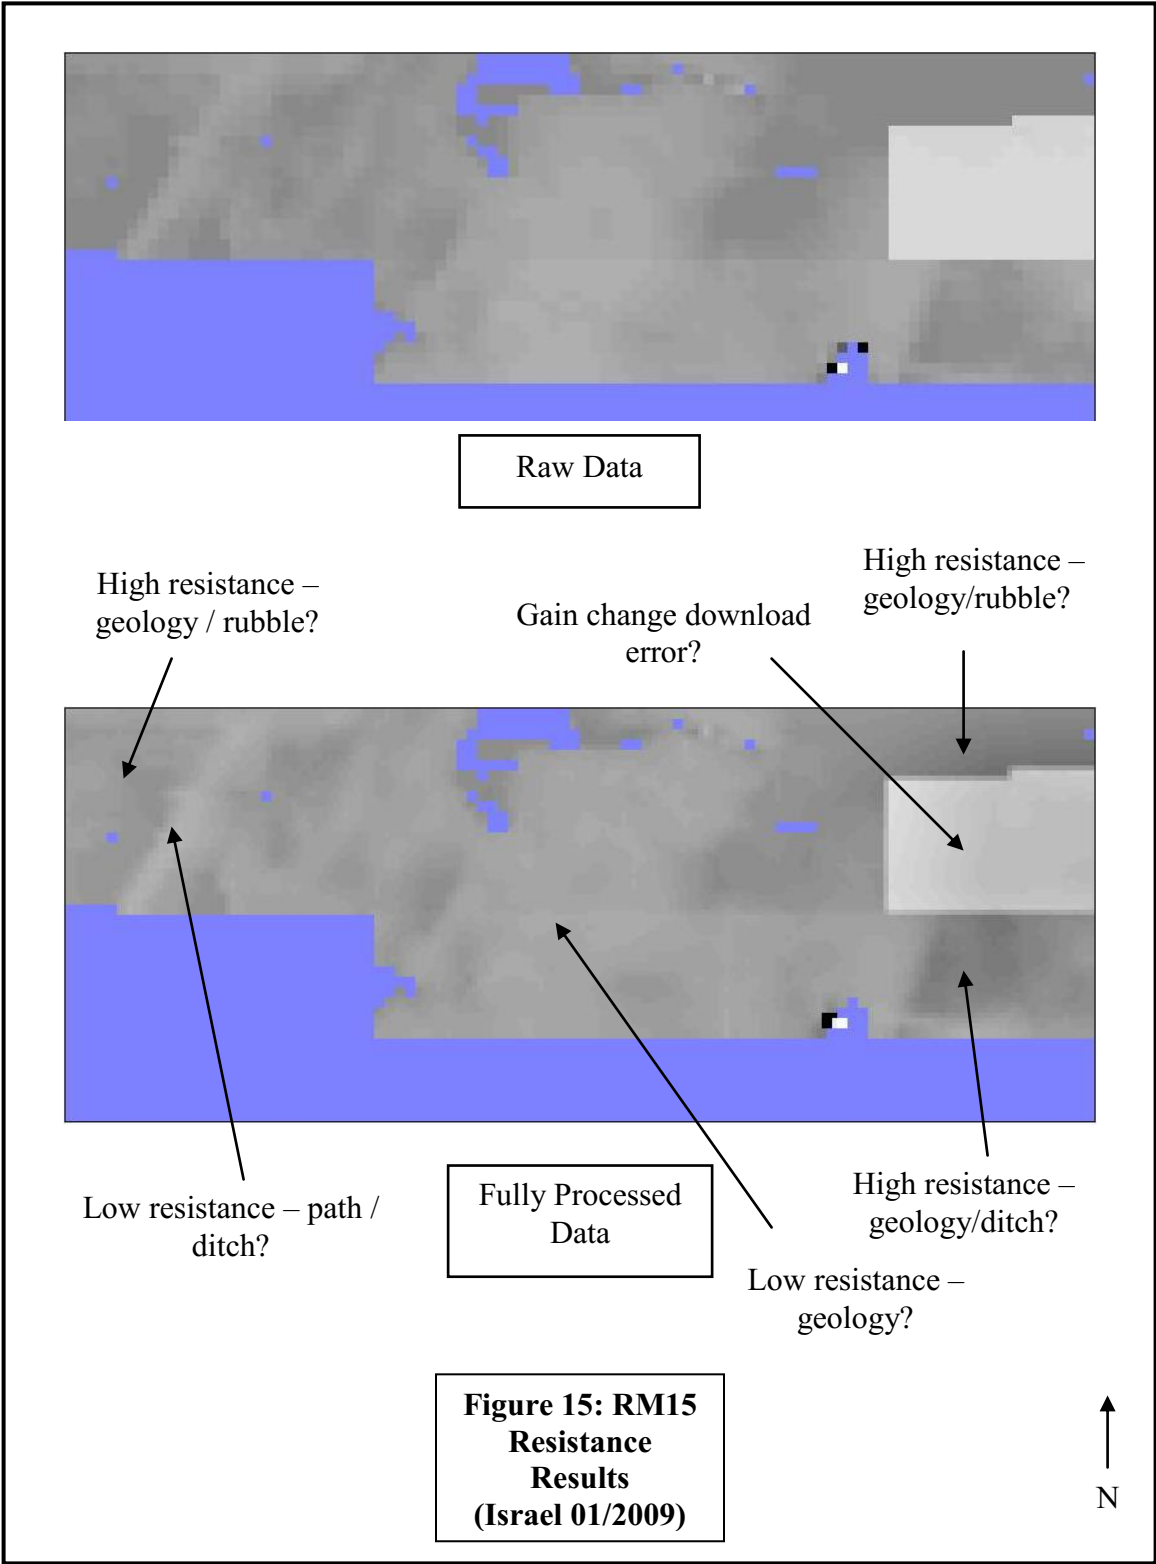 Raw Data
High resistance –
geology / rubble?
Gain change download
error?
High resistance –
geology/rubble?
Low resistance – path /
ditch?
Fully Processed
Data
High resistance –
geology/ditch?
Low resistance –
geology?
Figure 15: RM15
Resistance
Results
(Israel 01/2009)
N